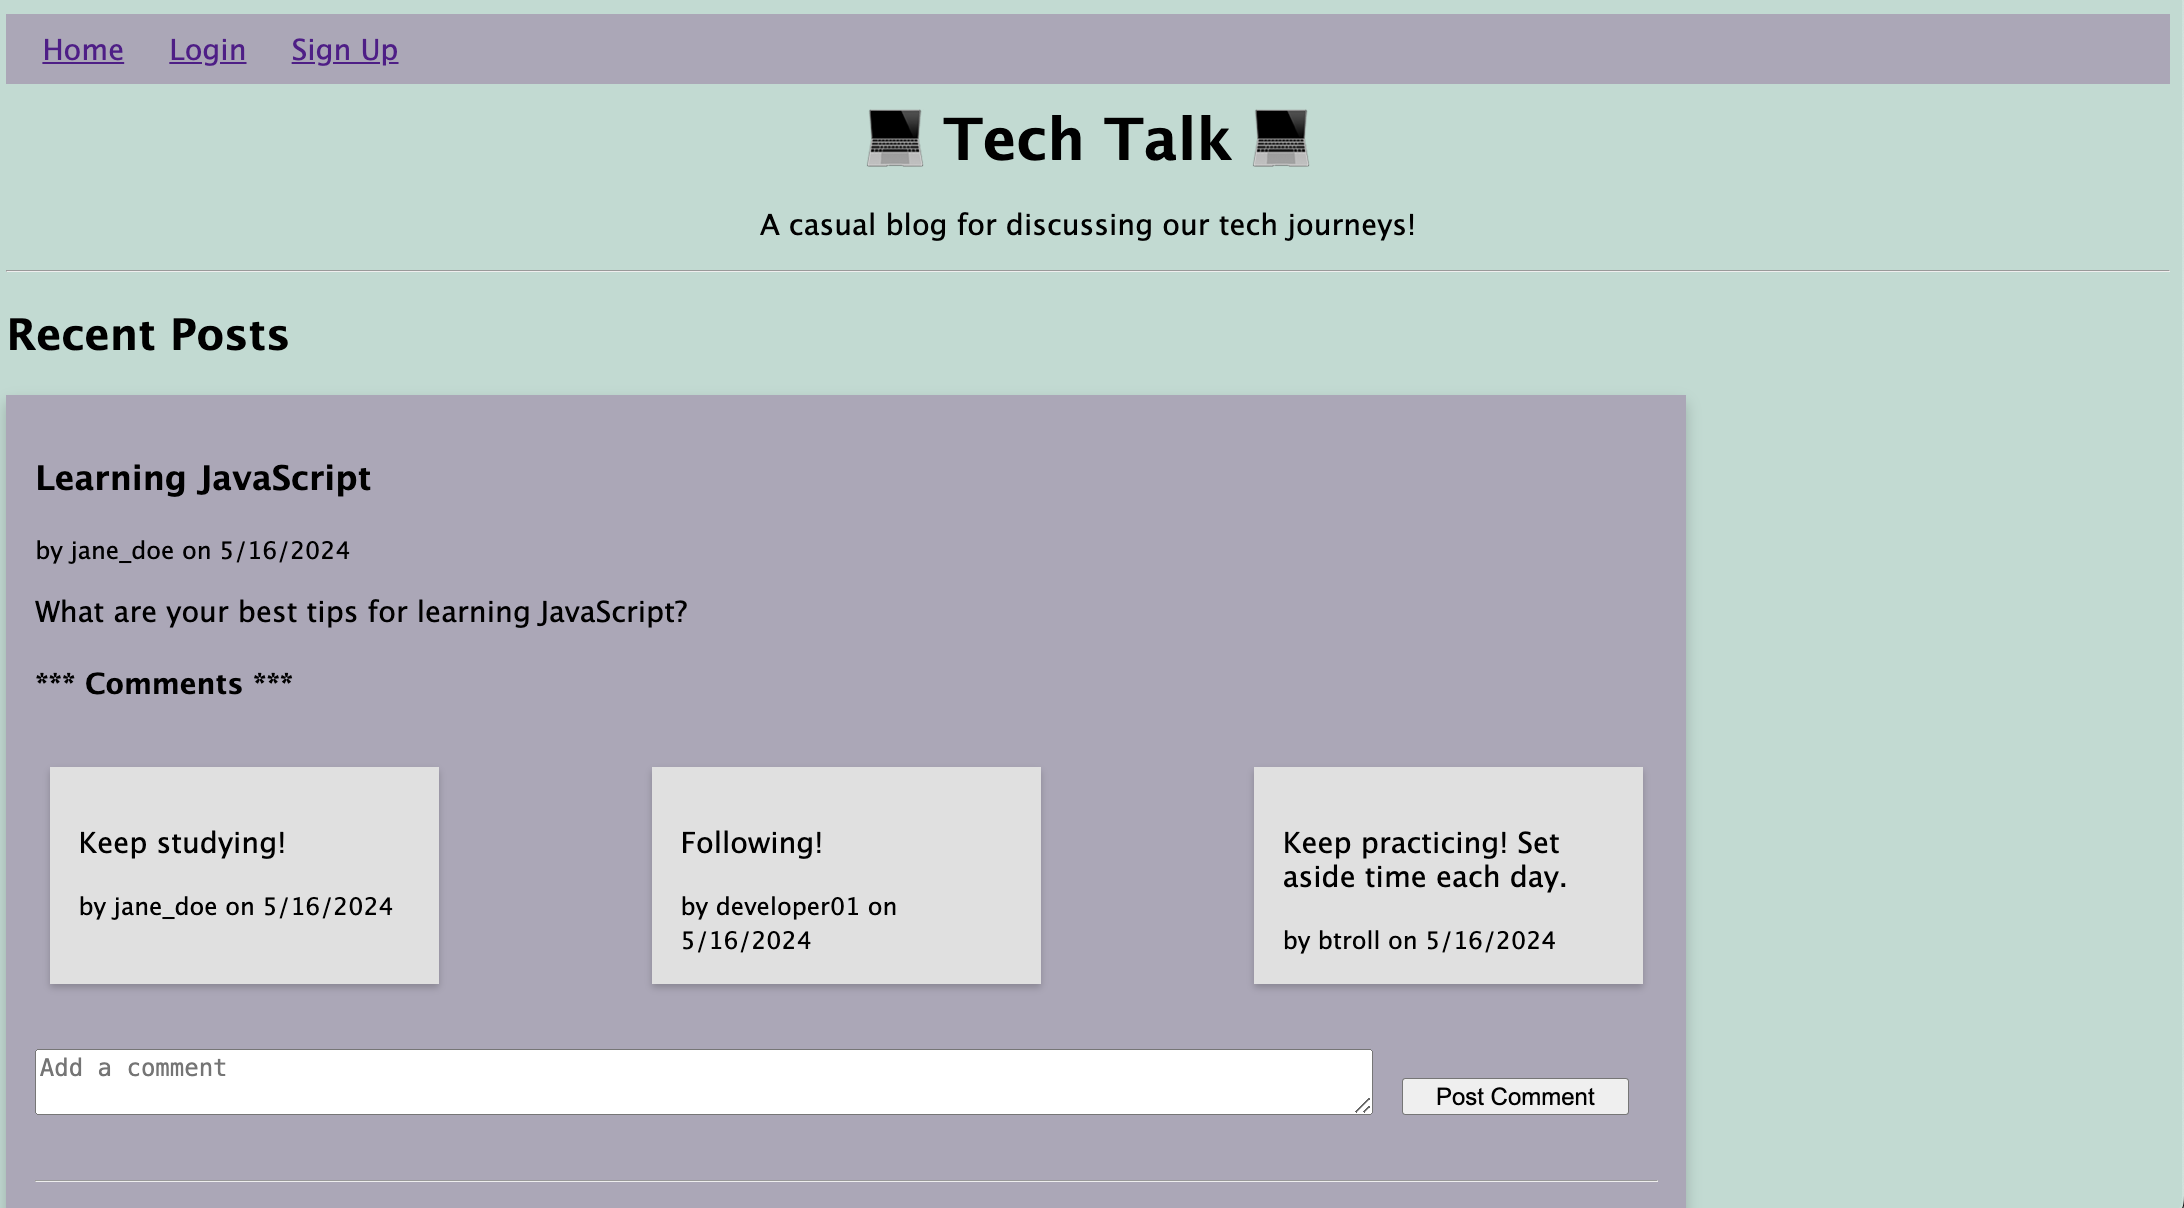 Home Login Sign Up
💻 Tech Talk 💻
A casual blog for discussing our tech journeys!
Recent Posts
Learning JavaScript
by jane_doe on 5/16/2024
What are your best tips for learning JavaScript?
*** Comments ***
Keep studying!
by jane_doe on 5/16/2024
Following!
by developer01 on
5/16/2024
Keep practicing! Set
aside time each day.
by btroll on 5/16/2024
Add a comment
Post Comment